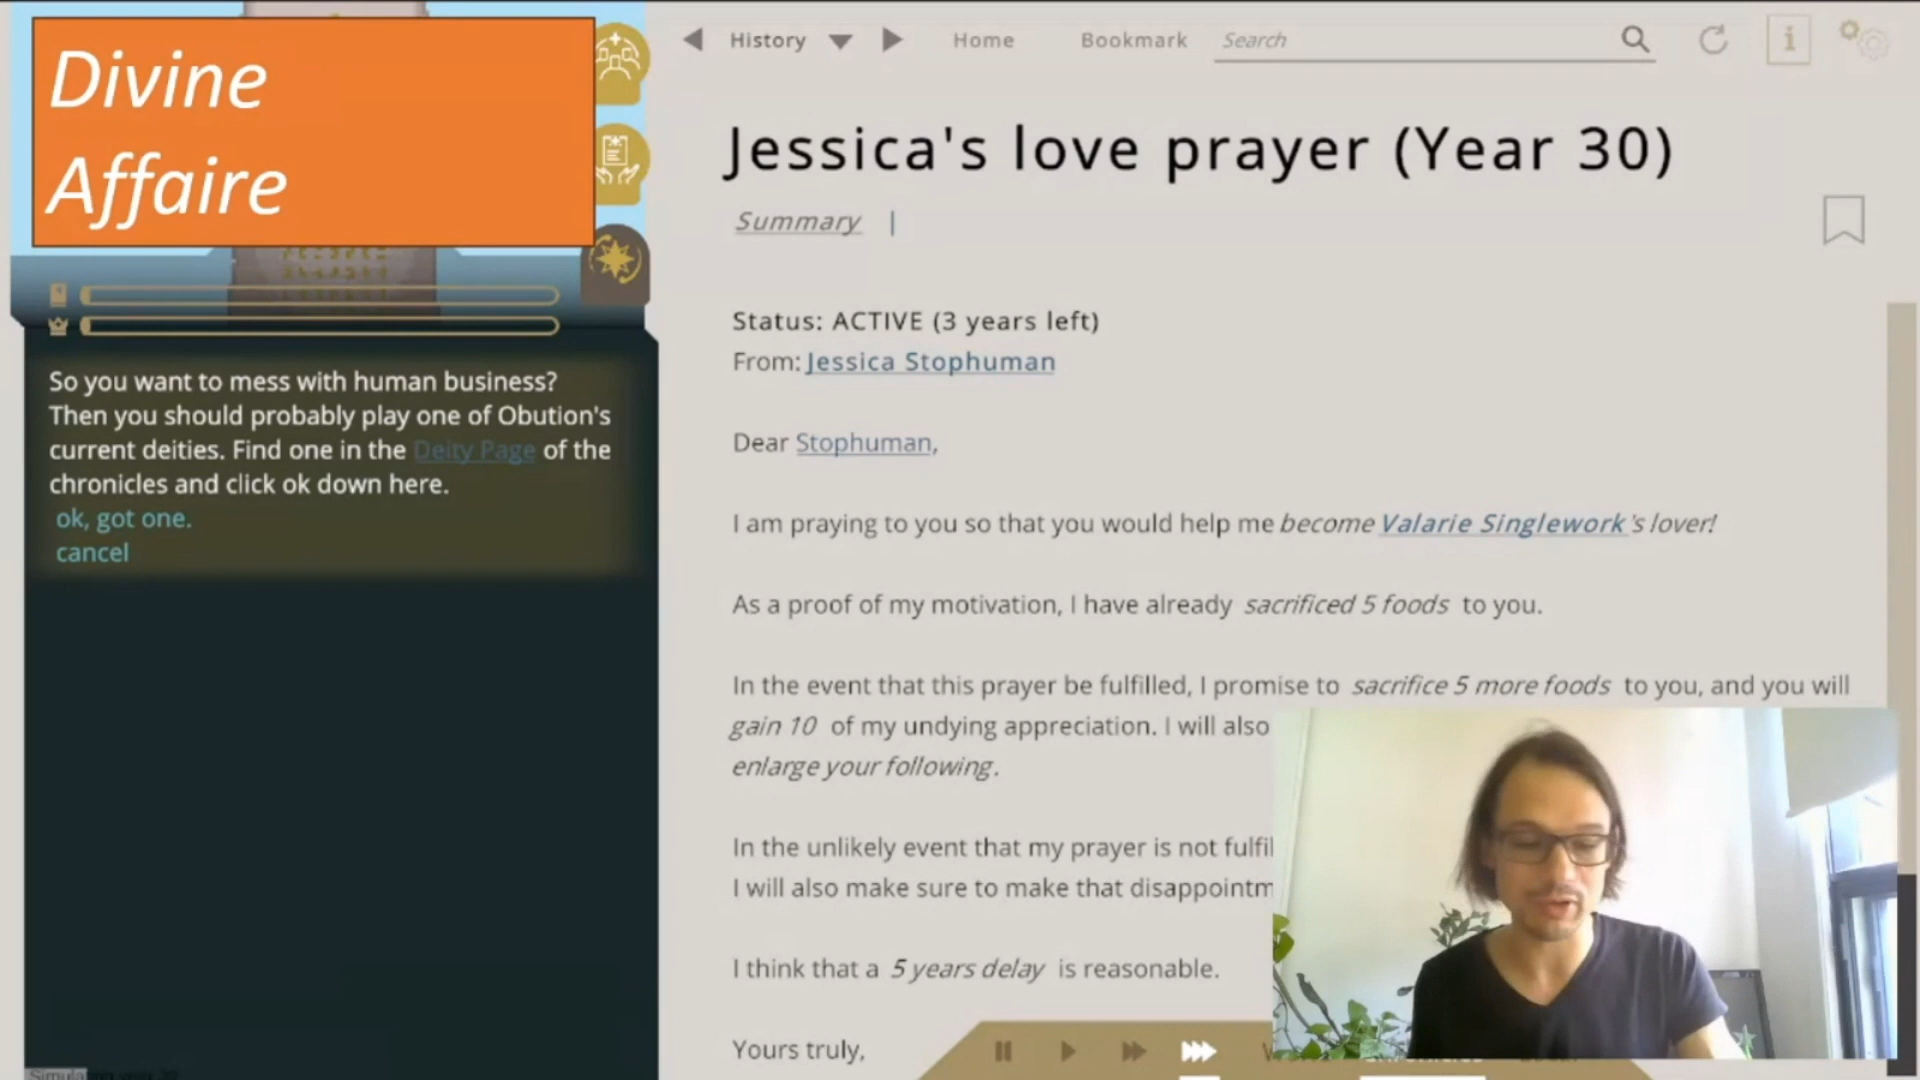 Divine
Affaire
History
Home
Bookmark
Search
Jessica's love prayer (Year 30)
Summary |
Status: ACTIVE (3 years left)
From: Jessica Stophuman
Dear Stophuman,
I am praying to you so that you would help me become Valarie Singlework's lover!
As a proof of my motivation, I have already sacrificed 5 foods to you.
In the event that this prayer be fulfilled, I promise to sacrifice 5 more foods to you, and you will
gain 10 of my undying appreciation. I will also
enlarge your following.
In the unlikely event that my prayer is not
I will also make sure to make that
I think that a 5 years delay is reasonable.
Yours truly,
So you want to mess with human business?
Then you should probably play one of Obution's
current deities. Find one in the Deity Page of the
chronicles and click ok down here.
ok, got one.
cancel